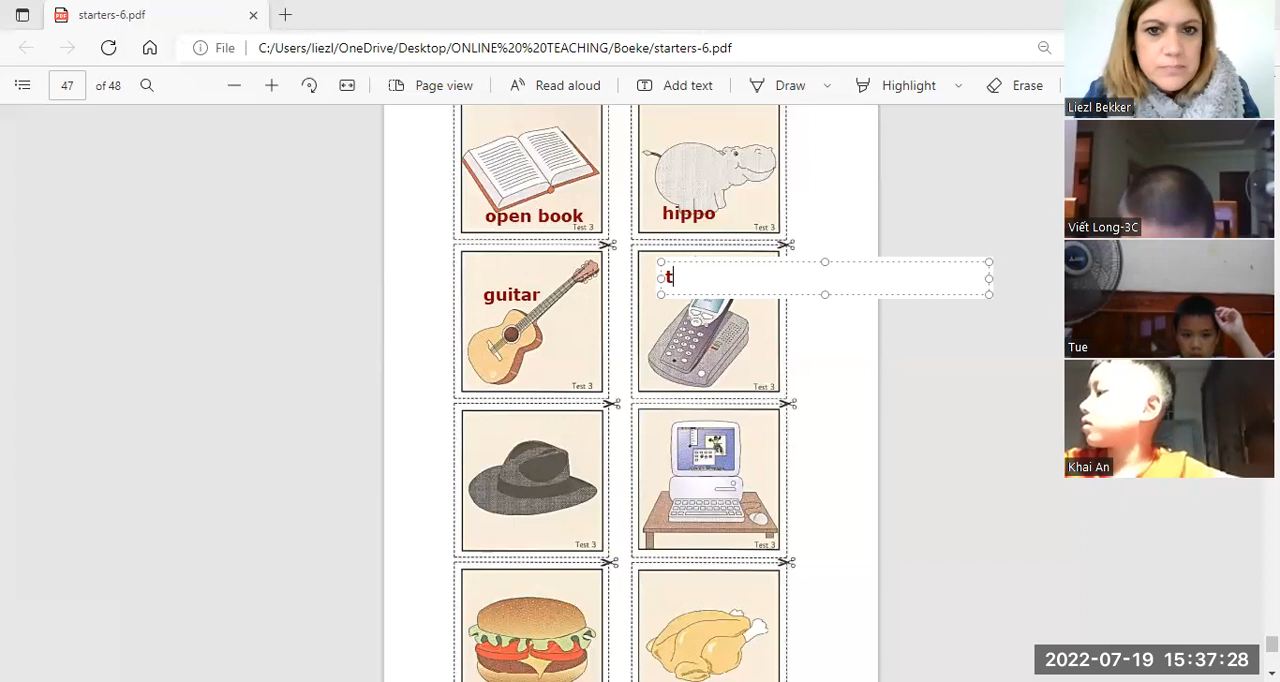 starters-6.pdf
File
C:/Users/liezl/OneDrive/Desktop/ONLINE%20%20TEACHING/Boeke/starters-6.pdf
47 of 48
Page view
Read aloud
Add text
Draw
Highlight
Erase
open book
Test 3
hippo
Test 3
guitar
Test 3
t
Test 3
Test 3
Test 3
Liezl Bekker
Viết Long-3C
Tue
Khai An
2022-07-19 15:37:28